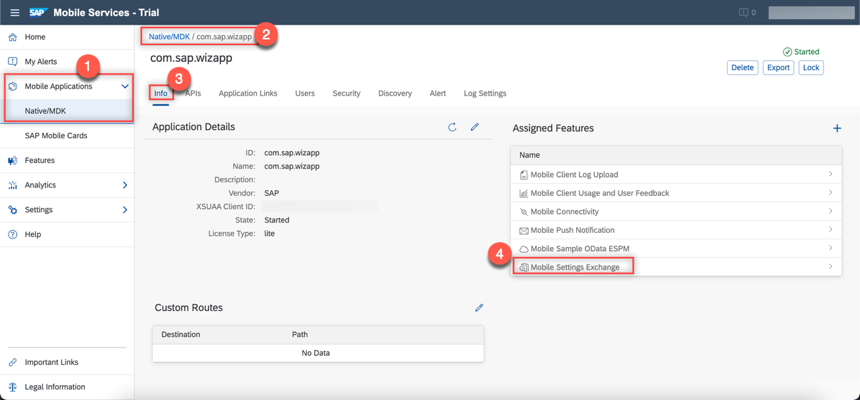 SAP Mobile Services - Trial
0
Home
My Alerts
1
Mobile Applications
Native/MDK
SAP Mobile Cards
Features
Analytics
Settings
Help
Important Links
Legal Information
Native/MDK / com.sap.wizapp
2
com.sap.wizapp
Started
Delete Export Lock
3
Info APIs Application Links Users Security Discovery Alert Log Settings
Application Details
ID: com.sap.wizapp
Name: com.sap.wizapp
Description:
Vendor: SAP
XSUAA Client ID:
State: Started
License Type: lite
Custom Routes
Destination Path
No Data
Assigned Features
Name
Mobile Client Log Upload
Mobile Client Usage and User Feedback
Mobile Connectivity
Mobile Push Notification
Mobile Sample OData ESPM
4
Mobile Settings Exchange